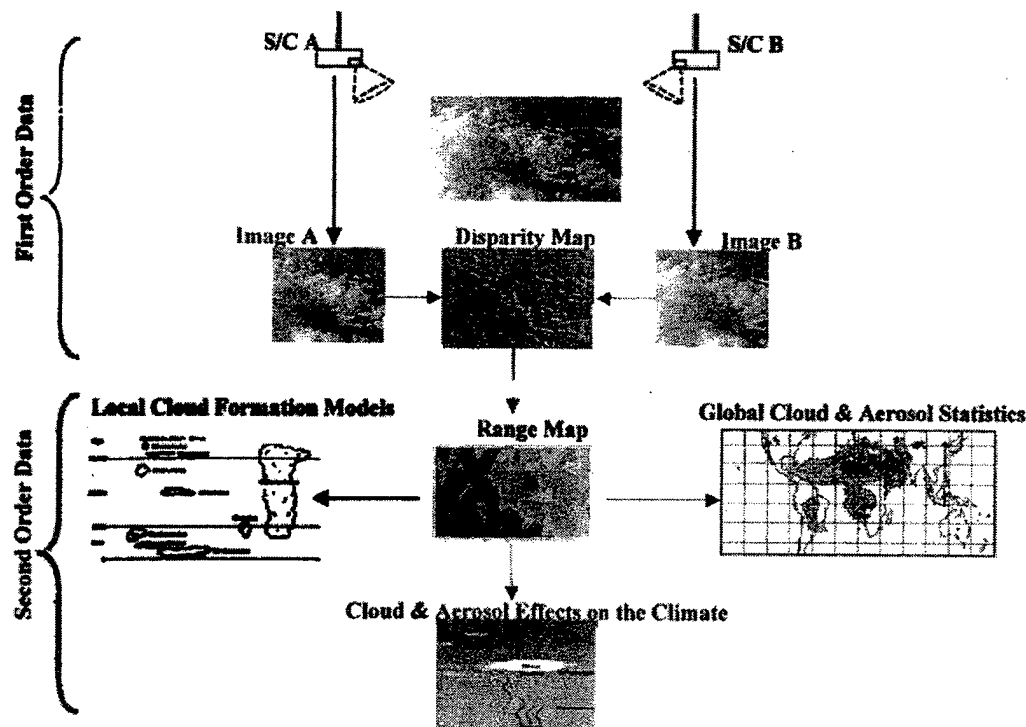 S/C A
S/C B
First Order Data
Image A
Disparity Map
Image B
Second Order Data
Local Cloud Formation Models
Range Map
Global Cloud & Aerosol Statistics
Cloud & Aerosol Effects on the Climate